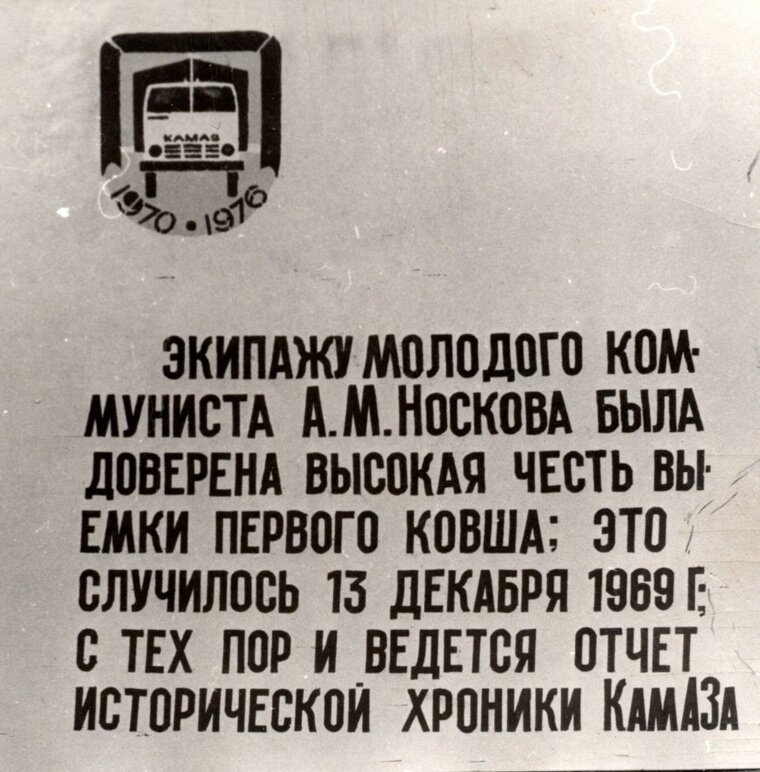 КАМАЗ
1970 • 1976
ЭКИПАЖУ МОЛОДОГО КОМ-
МУНИСТА А.М.НОСКОВА БЫЛА
ДОВЕРЕНА ВЫСОКАЯ ЧЕСТЬ ВЫ-
ЕМКИ ПЕРВОГО КОВША; ЭТО
СЛУЧИЛОСЬ 13 ДЕКАБРЯ 1969 Г;
С ТЕХ ПОР И ВЕДЕТСЯ ОТЧЕТ
ИСТОРИЧЕСКОЙ ХРОНИКИ КАМАЗа